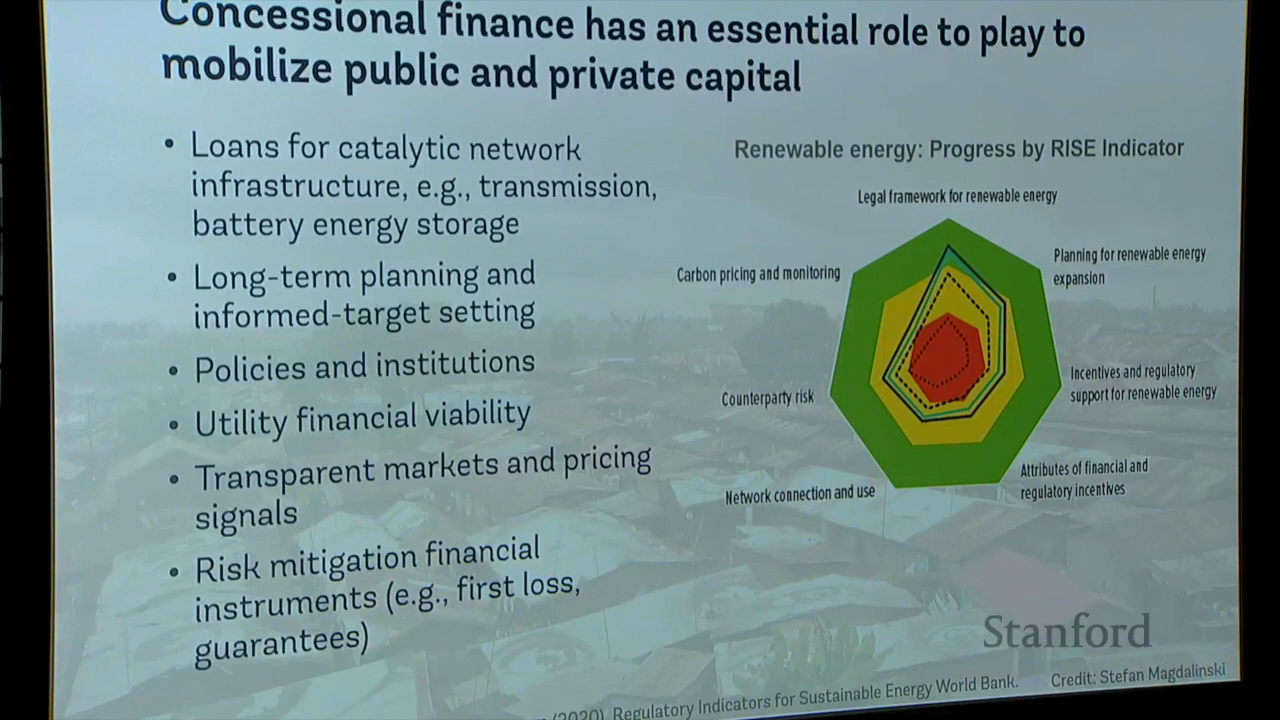 Concessional finance has an essential role to play to
mobilize public and private capital
• Loans for catalytic network
infrastructure, e.g., transmission,
battery energy storage
• Long-term planning and
informed-target setting
• Policies and institutions
• Utility financial viability
• Transparent markets and pricing
signals
• Risk mitigation financial
instruments (e.g., first loss,
guarantees)
Renewable energy: Progress by RISE Indicator
Legal framework for renewable energy
Planning for renewable energy
expansion
Carbon pricing and monitoring
Incentives and regulatory
support for renewable energy
Counterparty risk
Attributes of financial and
regulatory incentives
Network connection and use
Stanford
(2020). Regulatory Indicators for Sustainable Energy World Bank.
Credit: Stefan Magdalinski